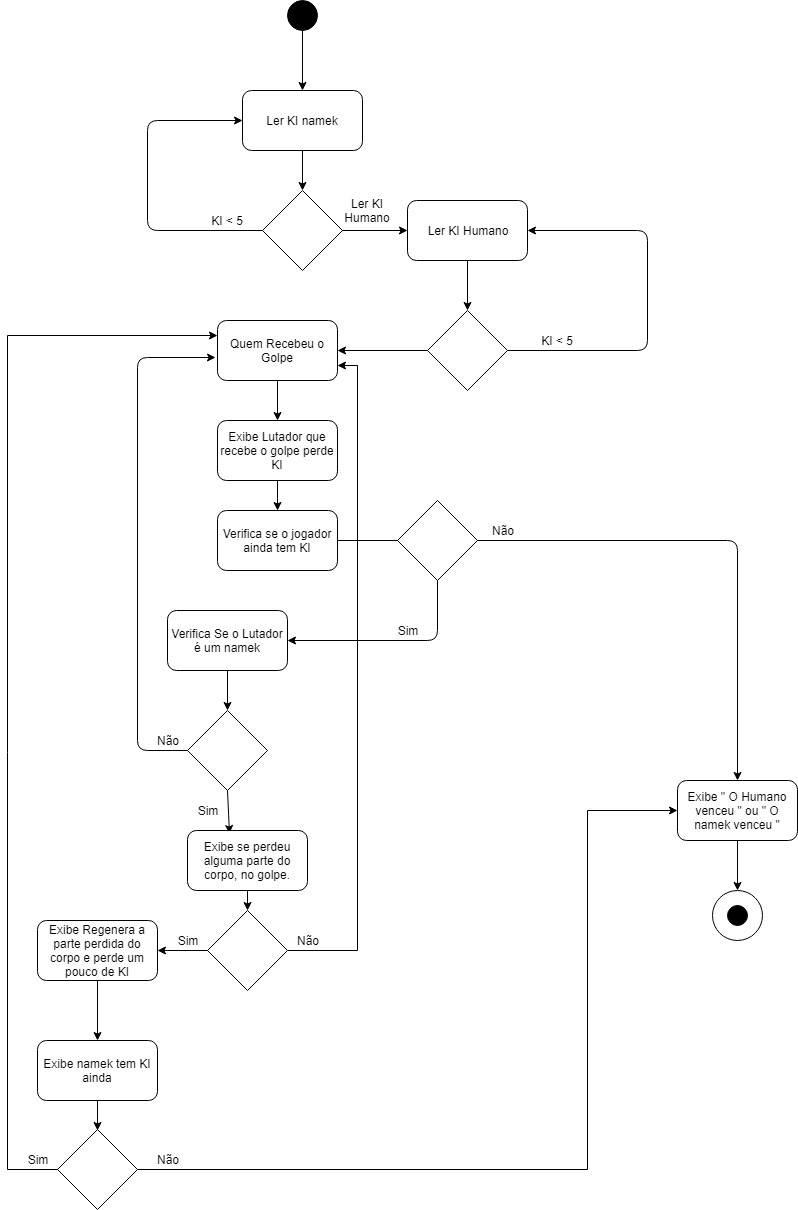 Ler KI namek
KI < 5
Ler KI
Humano
Ler KI Humano
KI < 5
Quem Recebeu o
Golpe
Exibe Lutador que
recebe o golpe perde
KI
Verifica se o jogador
ainda tem KI
Não
Sim
Verifica Se o Lutador
é um namek
Não
Sim
Exibe " O Humano
venceu " ou " O
namek venceu "
Exibe se perdeu
alguma parte do
corpo, no golpe.
Sim
Não
Exibe Regenera a
parte perdida do
corpo e perde um
pouco de KI
Exibe namek tem KI
ainda
Sim
Não